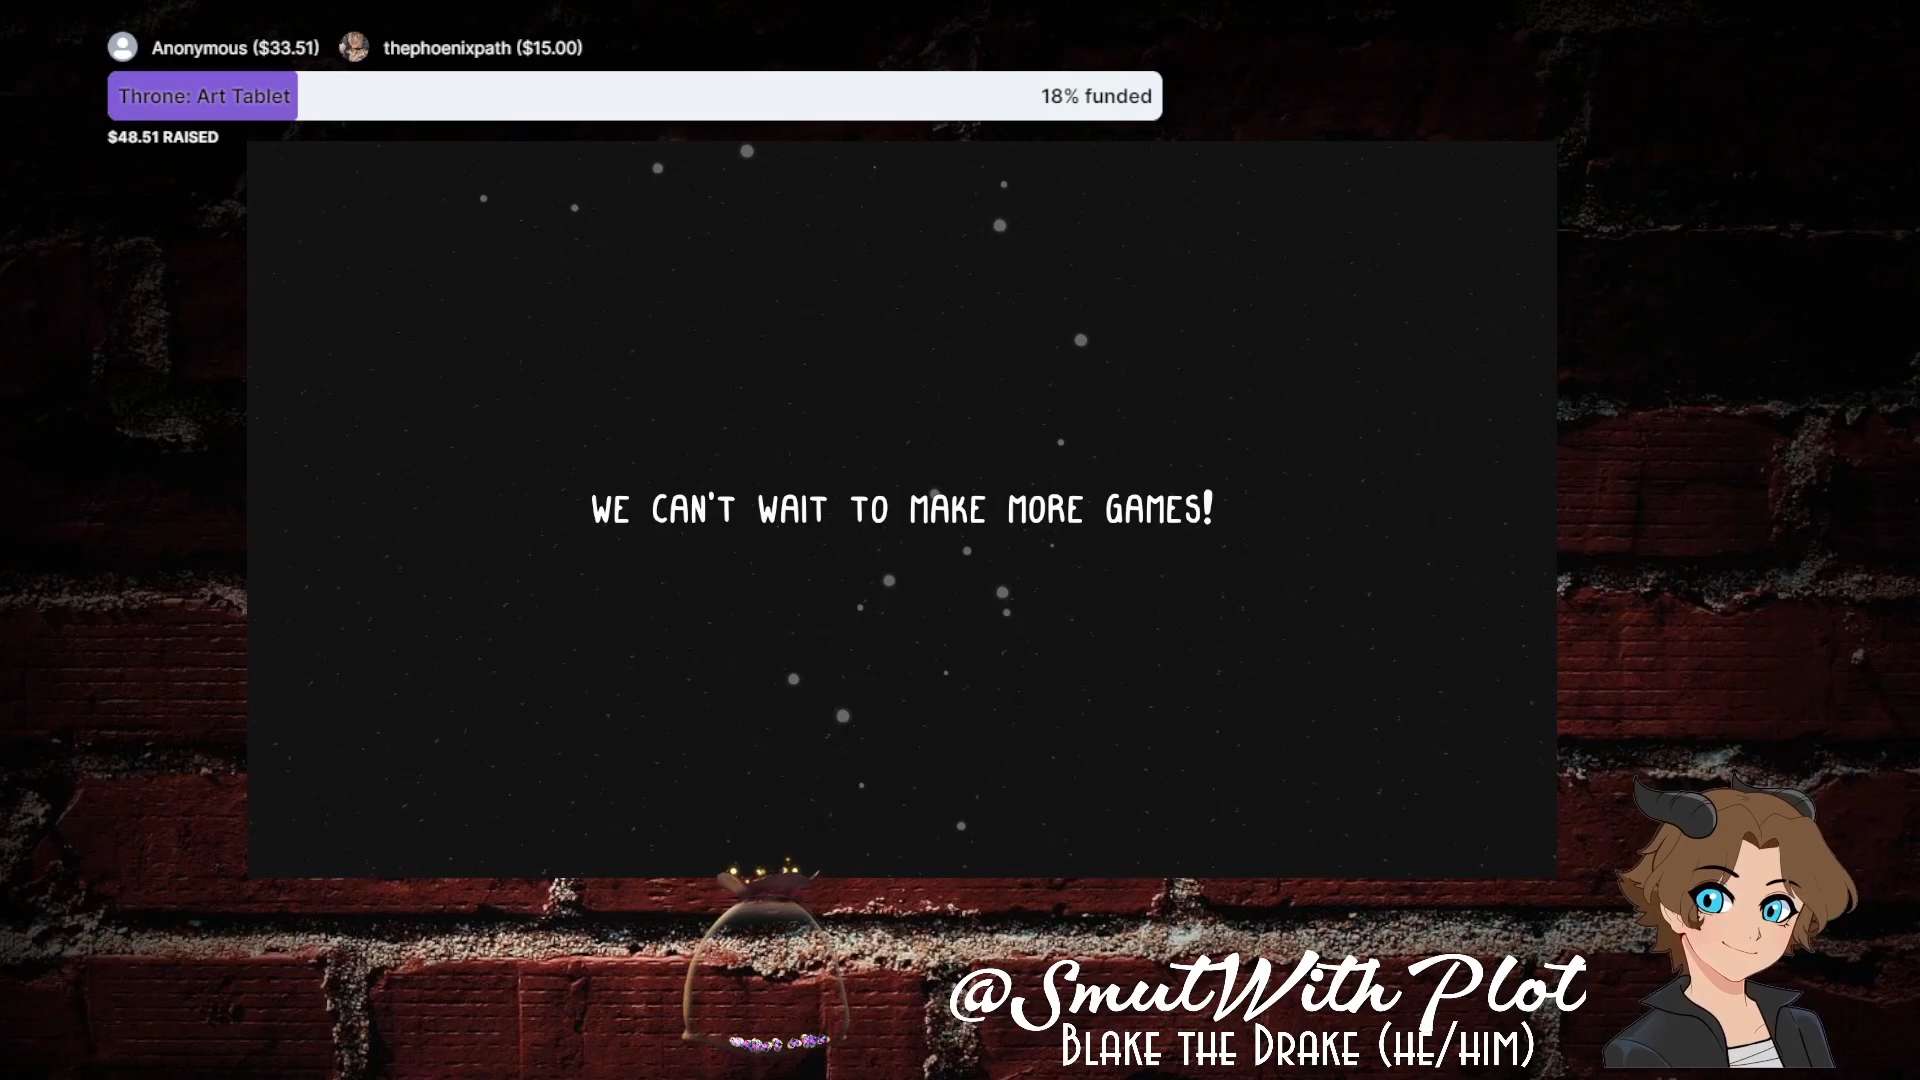 Anonymous ($33.51) thephoenixpath ($15.00)
Throne: Art Tablet 18% funded
$48.51 RAISED
WE CAN'T WAIT TO MAKE MORE GAMES!
@SmutWithPlot
BLAKE THE DRAKE (HE/HIM)